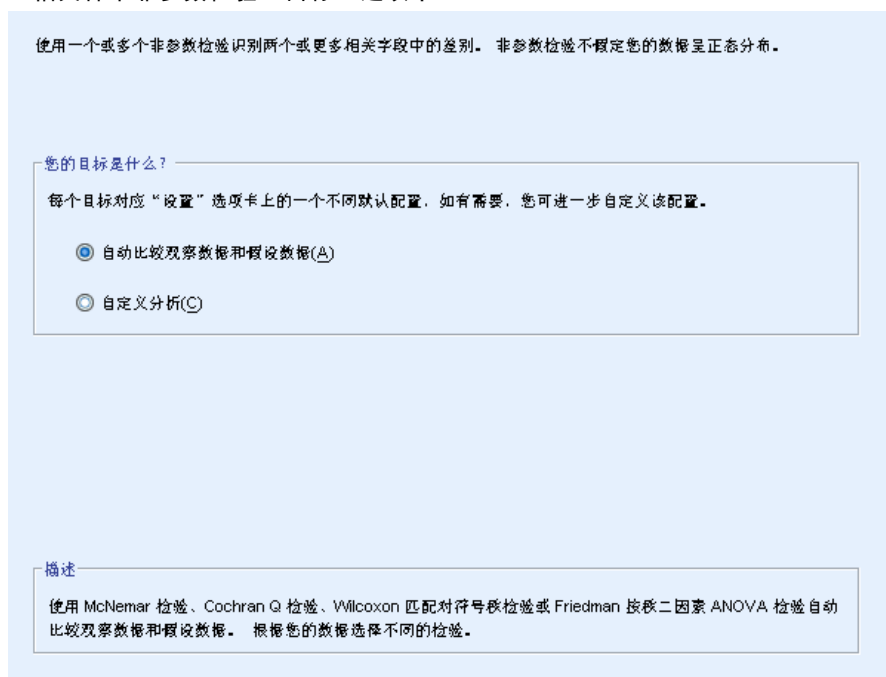 使用一个或多个非参数检验识别两个或更多相关字段中的差别。 非参数检验不假定您的数据呈正态分布。
您的目标是什么?
每个目标对应“设置”选项卡上的一个不同默认配置，如有需要，您可进一步自定义该配置。
自动比较观察数据和假设数据(A)
自定义分析(C)
描述
使用 McNemar 检验、Cochran Q 检验、Wilcoxon 匹配对符号秩检验或 Friedman 按秩二因素 ANOVA 检验自动
比较观察数据和假设数据。 根据您的数据选择不同的检验。